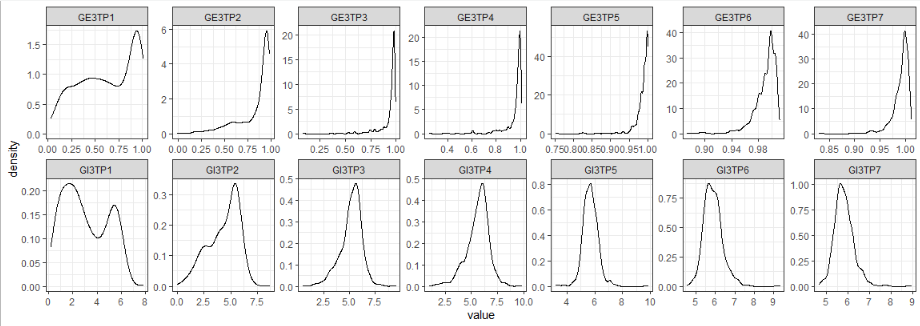 GE3TP1 GE3TP2 GE3TP3 GE3TP4 GE3TP5 GE3TP6 GE3TP7
1.5 1.0 0.5 0.0
6 4 2 0
20 15 10 5 0
20 15 10 5 0
40 20 0
40 30 20 10 0
40 30 20 10 0
0.00 0.25 0.50 0.75 1.00
0.00 0.25 0.50 0.75 1.00
0.25 0.50 0.75 1.00
0.4 0.6 0.8 1.0
0.750.800.850.900.951.00
0.90 0.94 0.98
0.85 0.90 0.95 1.00
density
GI3TP1 GI3TP2 GI3TP3 GI3TP4 GI3TP5 GI3TP6 GI3TP7
0.20 0.15 0.10 0.05 0.00
0.3 0.2 0.1 0.0
0.5 0.4 0.3 0.2 0.1 0.0
0.5 0.4 0.3 0.2 0.1 0.0
0.8 0.6 0.4 0.2 0.0
0.75 0.50 0.25 0.00
1.00 0.75 0.50 0.25 0.00
0 2 4 6 8
0.0 2.5 5.0 7.5
2.5 5.0 7.5
2.5 5.0 7.5 10.0
4 6 8 10
5 6 7 8 9
5 6 7 8 9
value